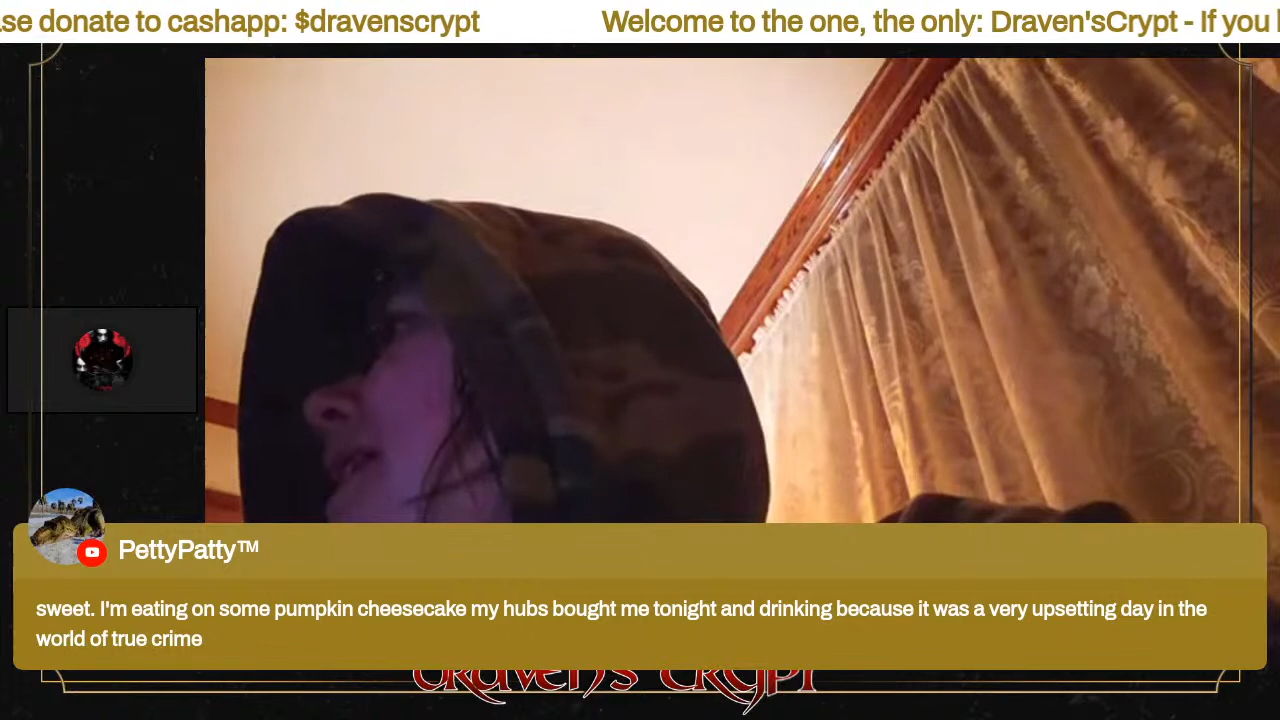 se donate to cashapp: $dravenscrypt Welcome to the one, the only: Draven'sCrypt - If you
PettyPatty™
sweet. I'm eating on some pumpkin cheesecake my hubs bought me tonight and drinking because it was a very upsetting day in the
world of true crime
Draven's Crypt